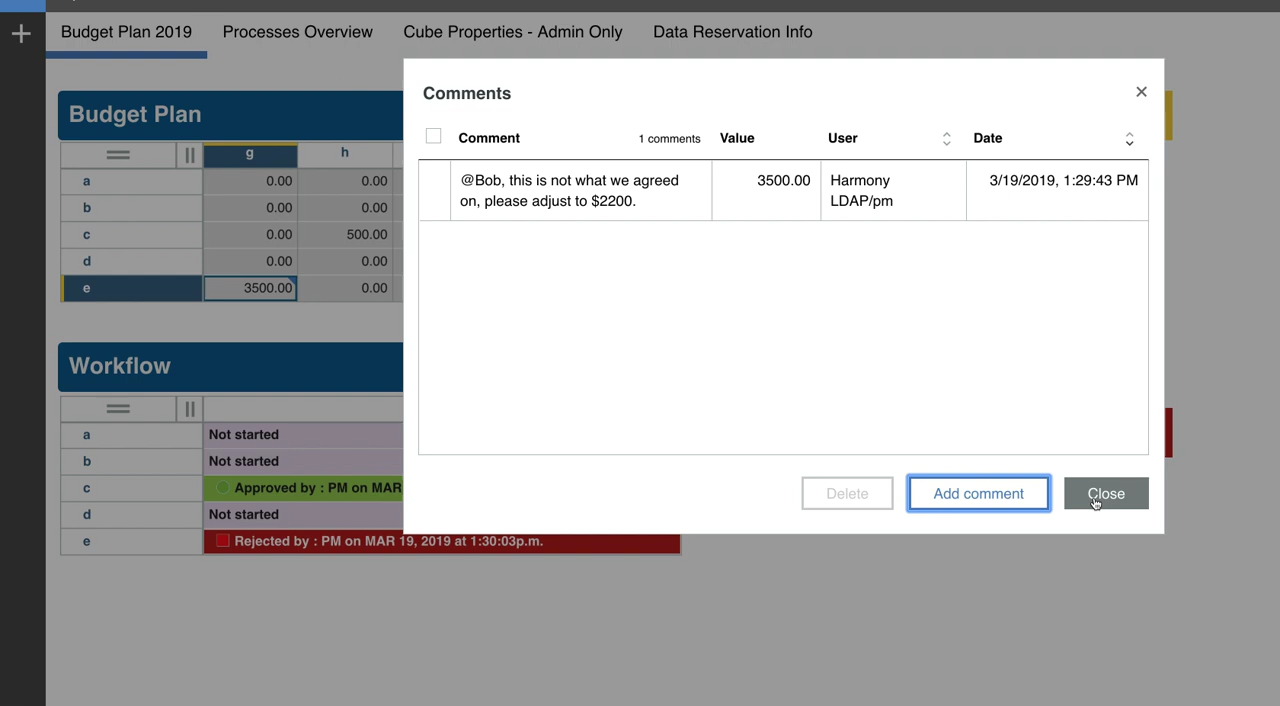 Budget Plan 2019 Processes Overview Cube Properties - Admin Only Data Reservation Info
Comments
Comment 1 comments Value User Date
@Bob, this is not what we agreed on, please adjust to $2200. 3500.00 Harmony LDAP/pm 3/19/2019, 1:29:43 PM
Delete Add comment Close
Budget Plan
g h
a 0.00 0.00
b 0.00 0.00
c 0.00 500.00
d 0.00 0.00
e 3500.00 0.00
Workflow
a Not started
b Not started
c Approved by : PM on MAR
d Not started
e Rejected by : PM on MAR 19, 2019 at 1:30:03p.m.